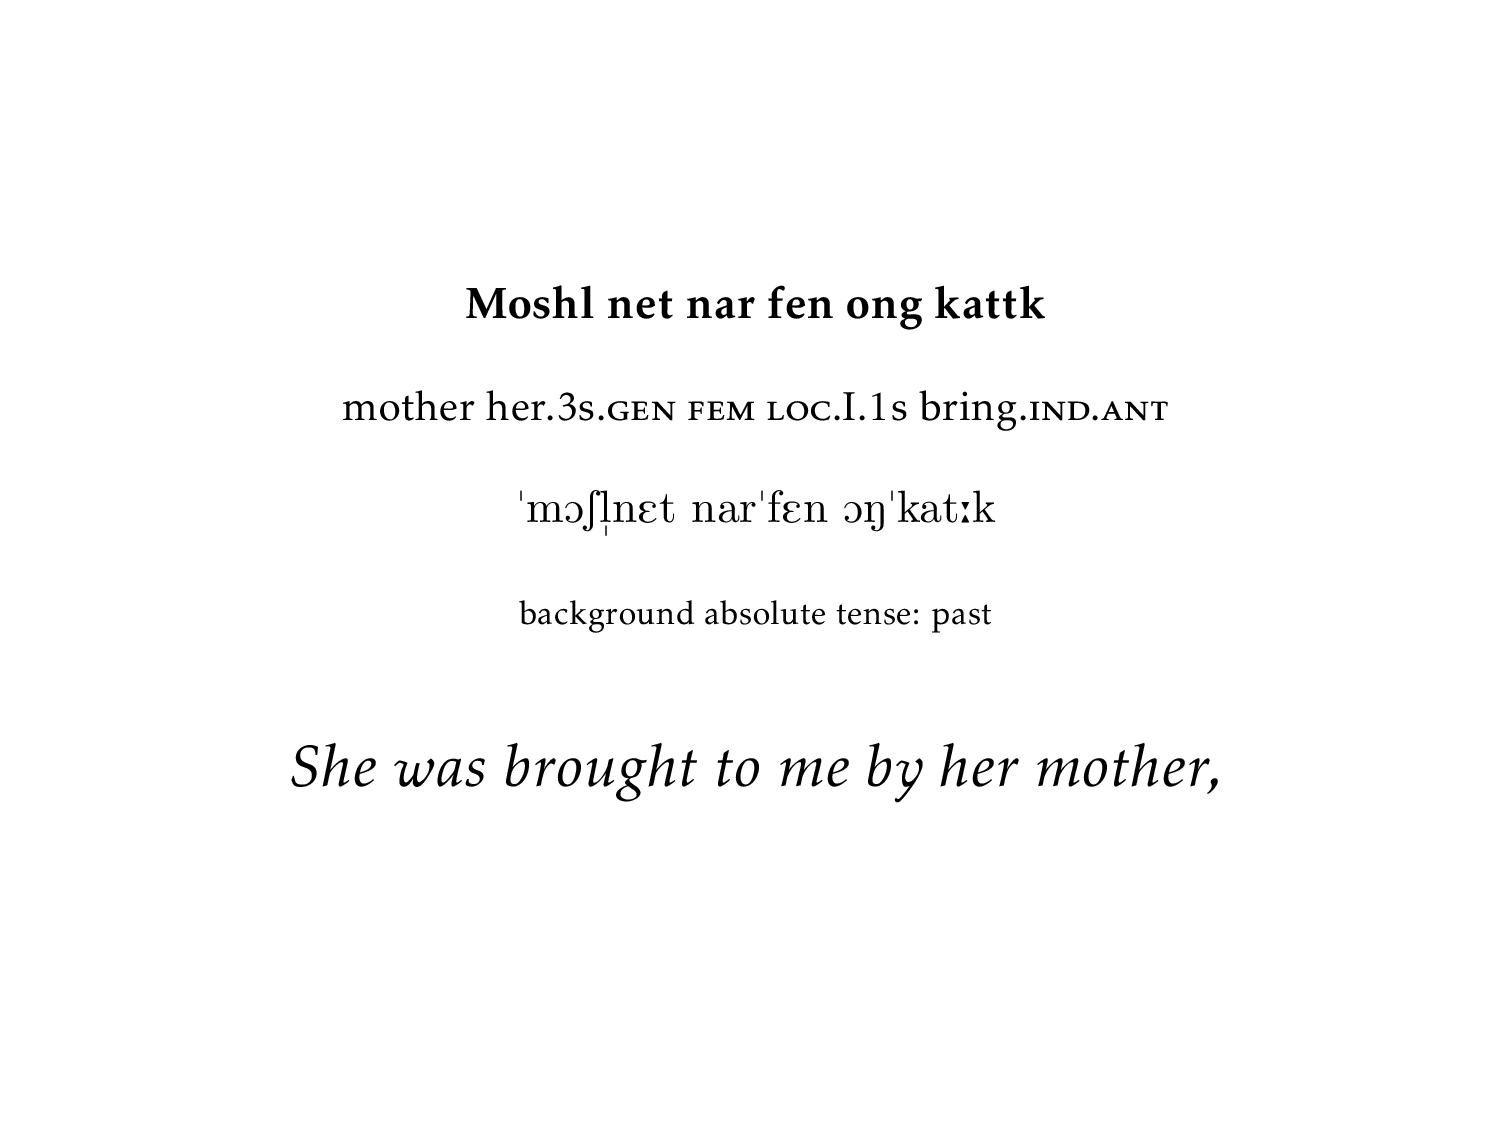 Moshl net nar fen ong kattk
mother her.3s.GEN FEM LOC.I.1s bring.IND.ANT
ˈmɔʃl̩nɛt narˈfɛn ɔŋˈkatːk
background absolute tense: past
She was brought to me by her mother,